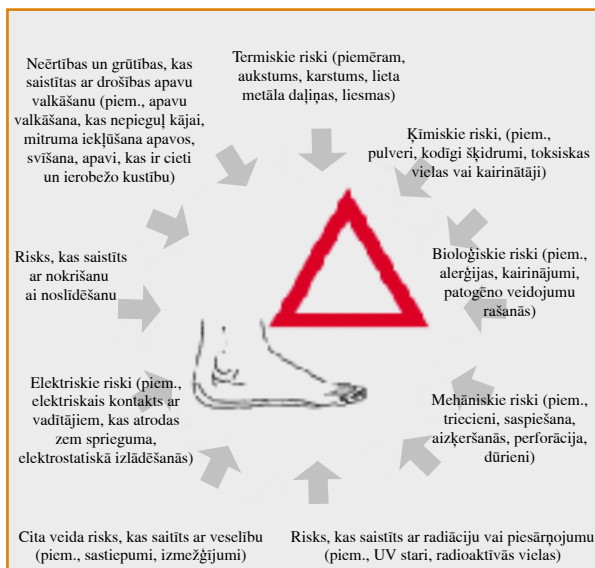 Neērtības un grūtības, kas
saistītas ar drošības apavu
valkāšanu (piem., apavu
valkāšana, kas nepieguļ kājai,
mitruma iekļūšana apavos,
svīšana, apavi, kas ir cieti
un ierobežo kustību)
Termiskie riski (piemēram,
aukstums, karstums, lieta
metāla daļiņas, liesmas)
Ķīmiskie riski, (piem.,
pulveri, kodīgi šķidrumi, toksiskas
vielas vai kairinātāji)
Risks, kas saistīts
ar nokrišanu
ai noslīdēšanu
Bioloģiskie riski (piem.,
alerģijas, kairinājumi,
patogēno veidojumu
rašanās)
Elektriskie riski (piem.,
elektriskais kontakts ar
vadītājiem, kas atrodas
zem sprieguma,
elektrostatiskā izlādēšanās)
Mehāniskie riski (piem.,
triecieni, saspiešana,
aizķeršanās, perforācija,
dūrieni)
Cita veida risks, kas saitīts ar veselību
(piem., sastiepumi, izmežģījumi)
Risks, kas saistīts ar radiāciju vai piesārņojumu
(piem., UV stari, radioaktīvās vielas)